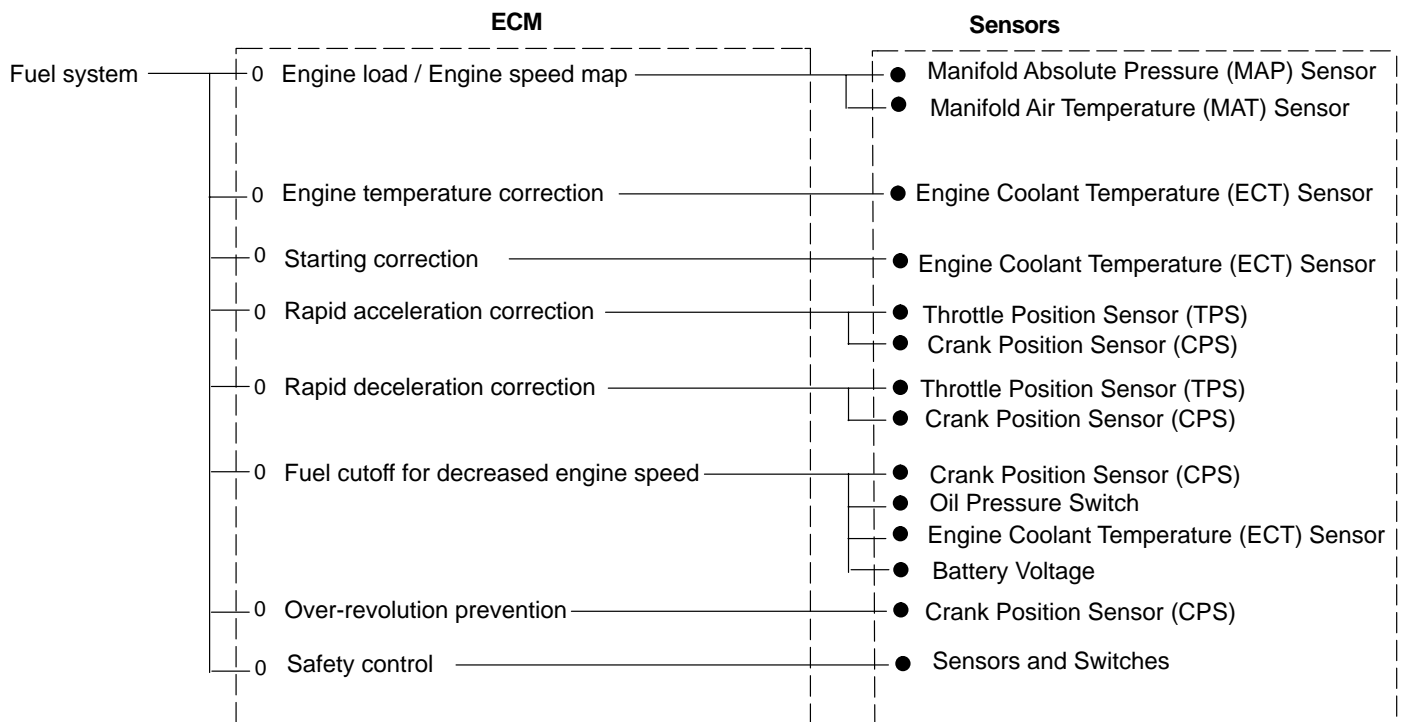 ECM
Sensors
Fuel system
0 Engine load / Engine speed map
● Manifold Absolute Pressure (MAP) Sensor
● Manifold Air Temperature (MAT) Sensor
0 Engine temperature correction
● Engine Coolant Temperature (ECT) Sensor
0 Starting correction
● Engine Coolant Temperature (ECT) Sensor
0 Rapid acceleration correction
● Throttle Position Sensor (TPS)
● Crank Position Sensor (CPS)
0 Rapid deceleration correction
● Throttle Position Sensor (TPS)
● Crank Position Sensor (CPS)
0 Fuel cutoff for decreased engine speed
● Crank Position Sensor (CPS)
● Oil Pressure Switch
● Engine Coolant Temperature (ECT) Sensor
● Battery Voltage
0 Over-revolution prevention
● Crank Position Sensor (CPS)
0 Safety control
● Sensors and Switches